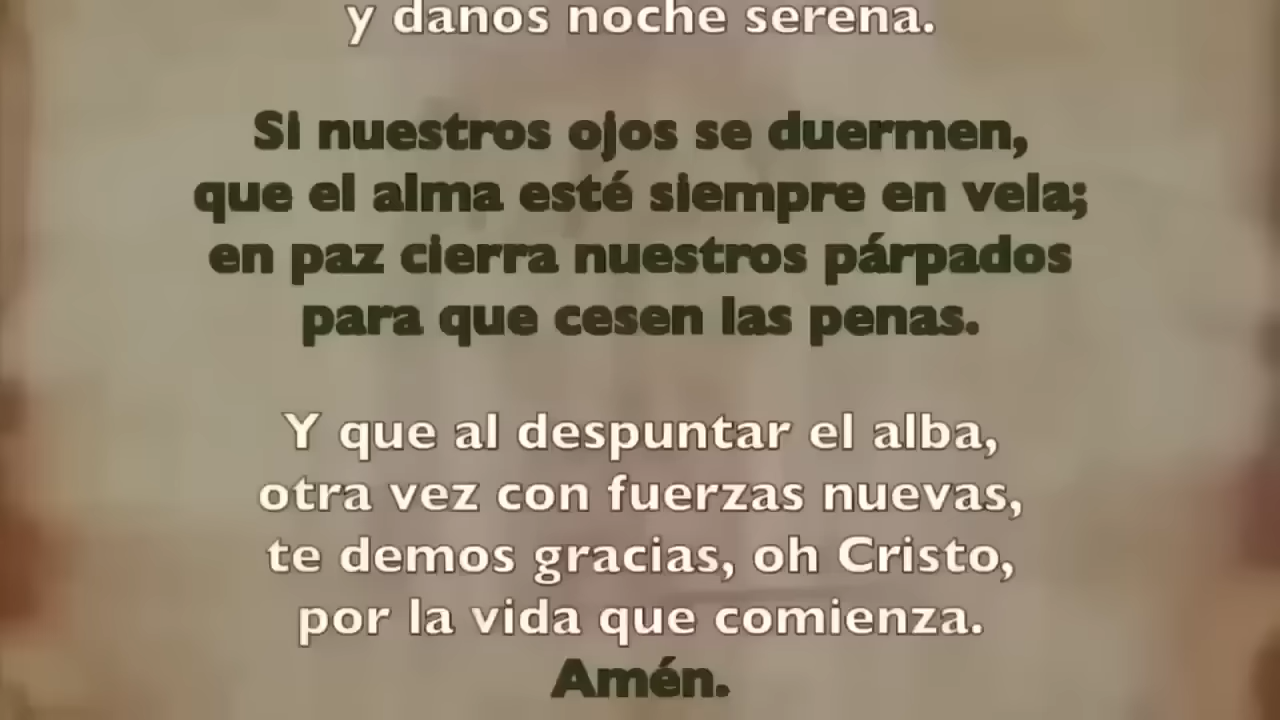 y danos noche serena.
Si nuestros ojos se duermen,
que el alma esté siempre en vela;
en paz cierra nuestros párpados
para que cesen las penas.
Y que al despuntar el alba,
otra vez con fuerzas nuevas,
te demos gracias, oh Cristo,
por la vida que comienza.
Amén.